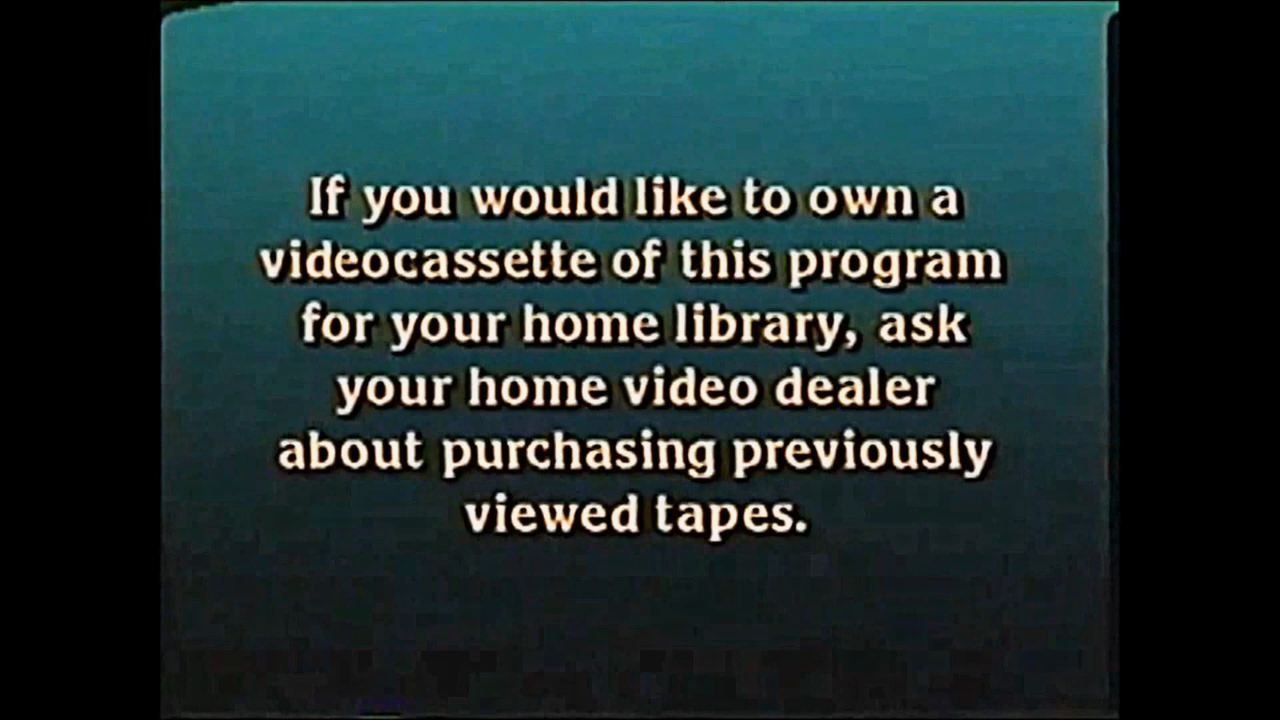 If you would like to own a
videocassette of this program
for your home library, ask
your home video dealer
about purchasing previously
viewed tapes.